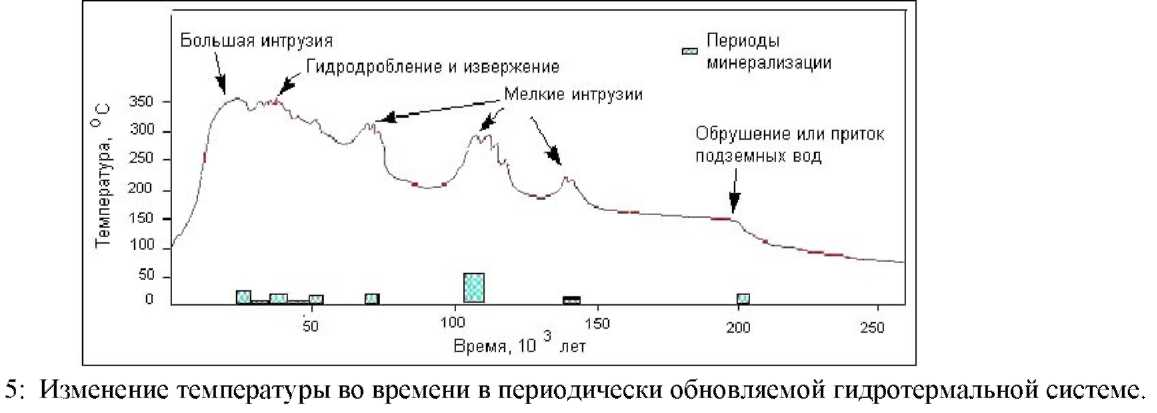 Большая интрузия
Гидродробление и извержение
Мелкие интрузии
Периоды
минерализации
Обрушение или приток
подземных вод
Температура, °C
350
300
250
200
150
100
50
0
50
100
150
200
250
Время, 10 3 лет
5: Изменение температуры во времени в периодически обновляемой гидротермальной системе.